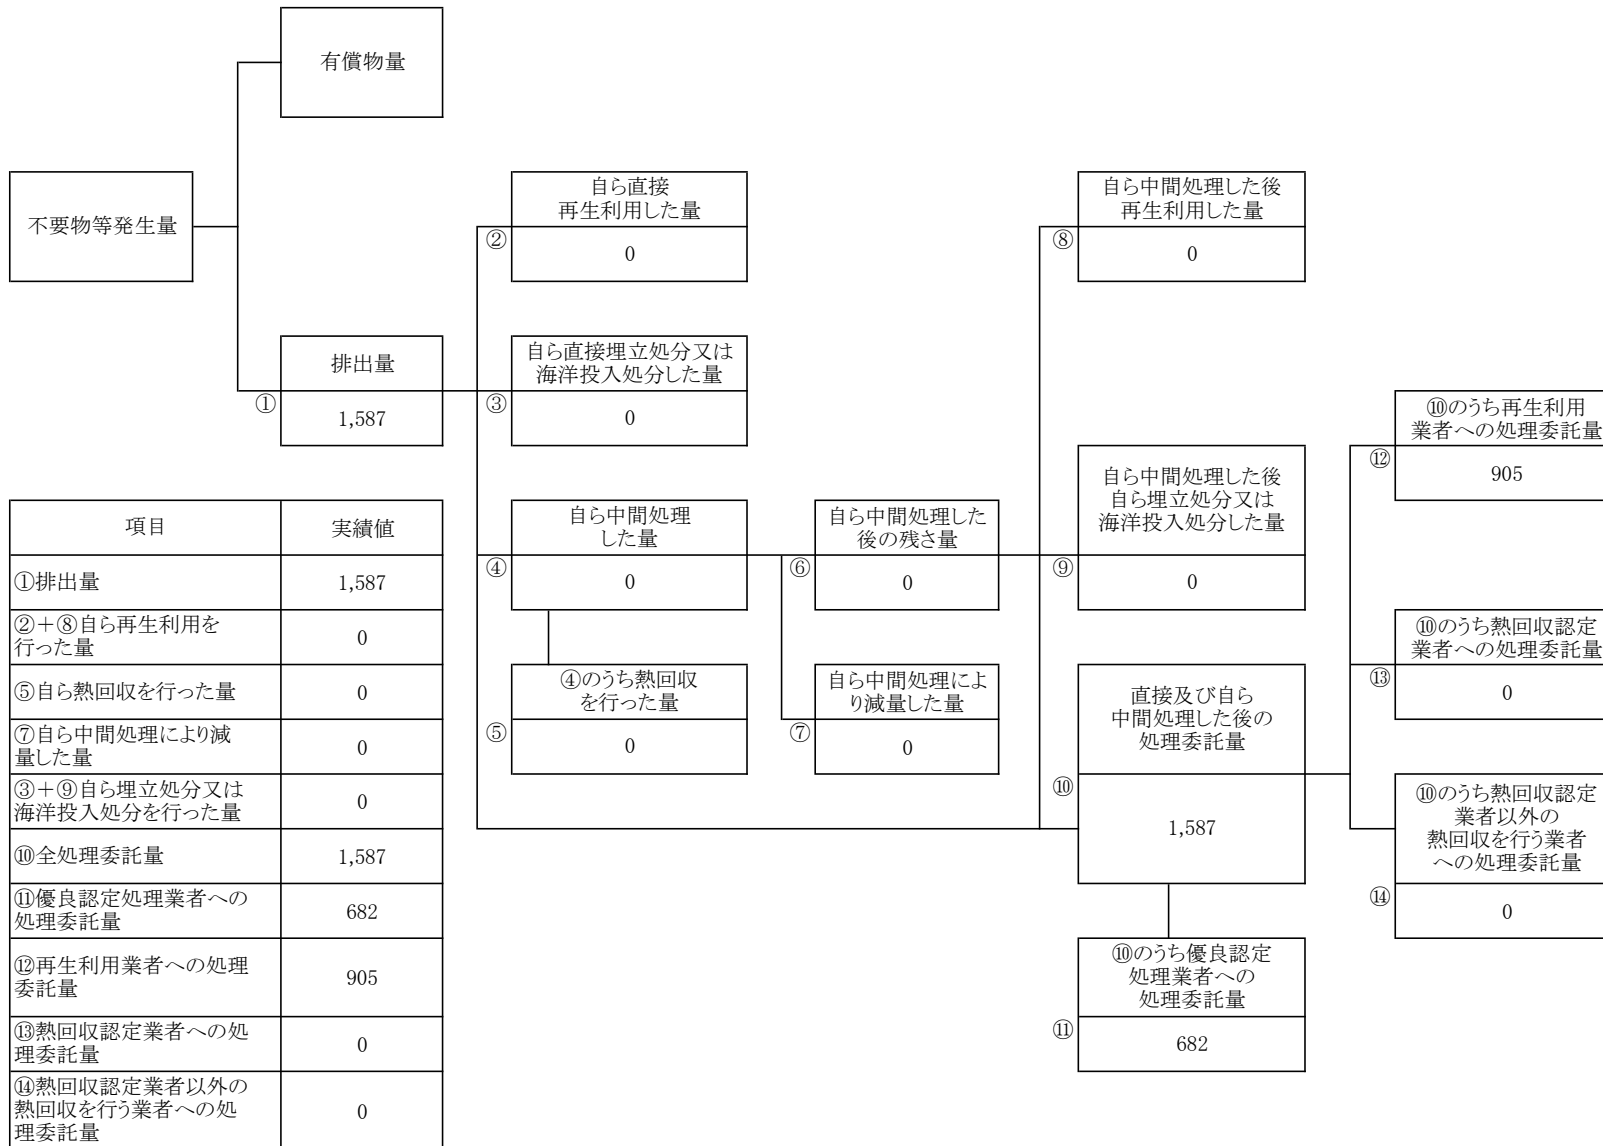 有償物量
不要物等発生量
自ら直接
再生利用した量
②
0
自ら中間処理した後
再生利用した量
⑧
0
排出量
①
1,587
自ら直接埋立処分又は
海洋投入処分した量
③
0
⑩のうち再生利用
業者への処理委託量
⑫
905
自ら中間処理
した量
④
0
自ら中間処理した
後の残さ量
⑥
0
自ら中間処理した後
自ら埋立処分又は
海洋投入処分した量
⑨
0
⑩のうち熱回収認定
業者への処理委託量
⑬
0
④のうち熱回収
を行った量
⑤
0
自ら中間処理によ
り減量した量
⑦
0
直接及び自ら
中間処理した後の
処理委託量
⑩
1,587
⑩のうち熱回収認定
業者以外の
熱回収を行う業者
への処理委託量
⑭
0
⑩のうち優良認定
処理業者への
処理委託量
⑪
682
項目 実績値
①排出量 1,587
②+⑧自ら再生利用を
行った量 0
⑤自ら熱回収を行った量 0
⑦自ら中間処理により減
量した量 0
③+⑨自ら埋立処分又は
海洋投入処分を行った量 0
⑩全処理委託量 1,587
⑪優良認定処理業者への
処理委託量 682
⑫再生利用業者への処理
委託量 905
⑬熱回収認定業者への処
理委託量 0
⑭熱回収認定業者以外の
熱回収を行う業者への処
理委託量 0